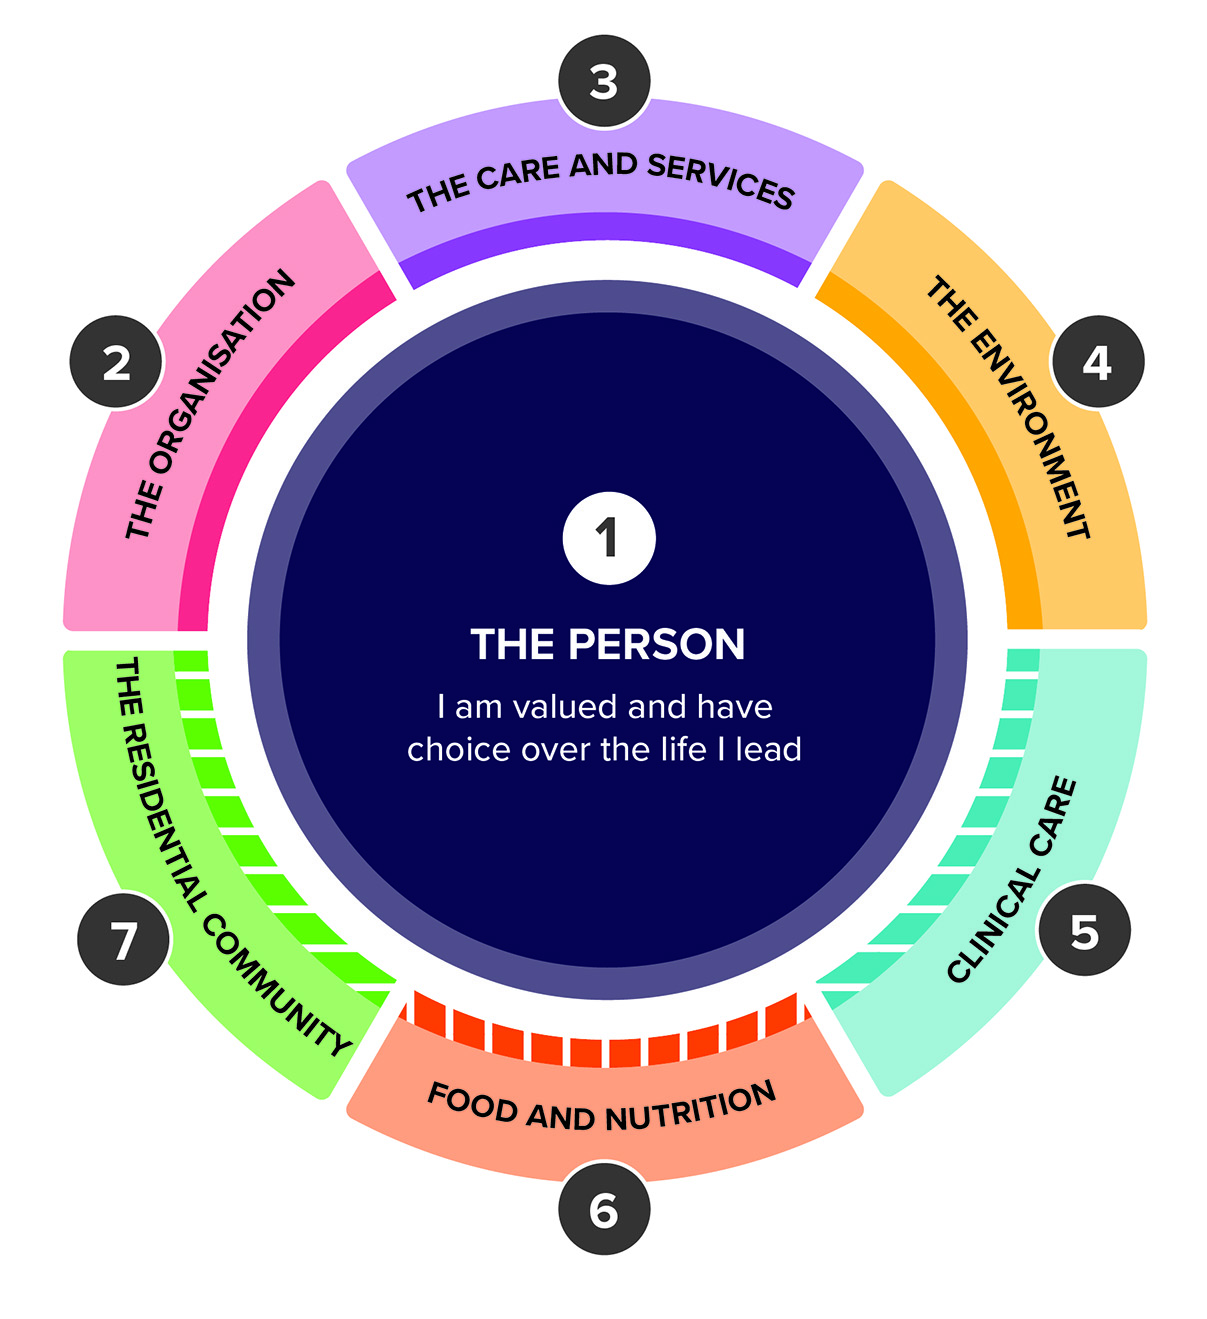 1
THE PERSON
I am valued and have
choice over the life I lead
2
THE ORGANISATION
3
THE CARE AND SERVICES
4
THE ENVIRONMENT
5
CLINICAL CARE
6
FOOD AND NUTRITION
7
THE RESIDENTIAL COMMUNITY